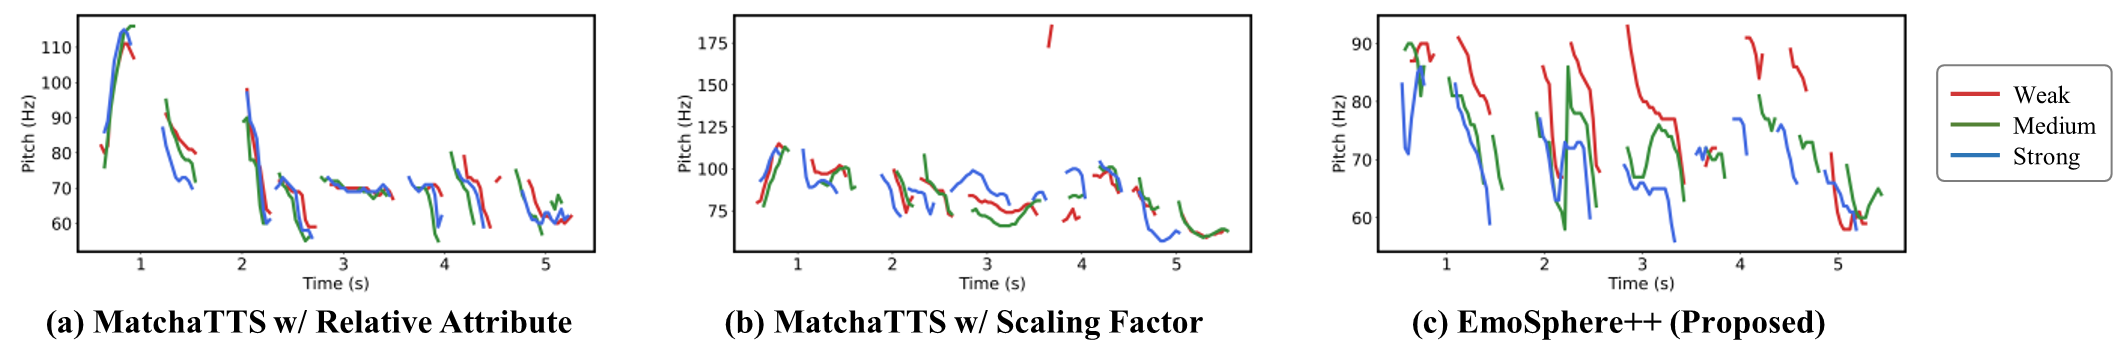 Pitch (Hz)
110
100
90
80
70
60
1 2 3 4 5
Time (s)
(a) MatchaTTS w/ Relative Attribute
Pitch (Hz)
175
150
125
100
75
1 2 3 4 5
Time (s)
(b) MatchaTTS w/ Scaling Factor
Pitch (Hz)
90
80
70
60
1 2 3 4 5
Time (s)
(c) EmoSphere++ (Proposed)
Weak
Medium
Strong